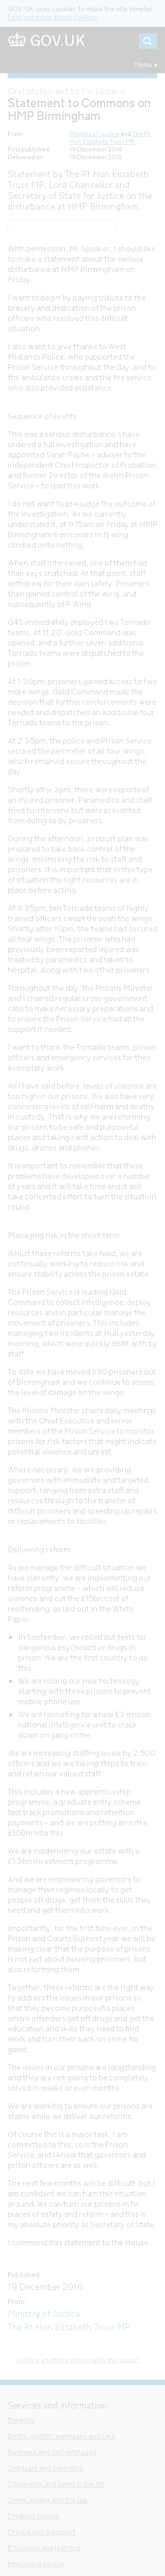 GOV.UK uses cookies to make the site simpler.
Find out more about cookies
GOV.UK
Menu
Oral statement to Parliament
Statement to Commons on
HMP Birmingham
From: Ministry of Justice and The Rt
Hon Elizabeth Truss MP
First published: 19 December 2016
Delivered on: 19 December 2016
Statement by The Rt Hon Elizabeth
Truss MP, Lord Chancellor and
Secretary of State for Justice on the
disturbance at HMP Birmingham.
With permission, Mr Speaker, I should like
to make a statement about the serious
disturbance at HMP Birmingham on
Friday.
I want to begin by paying tribute to the
bravery and dedication of the prison
officers who resolved this difficult
situation.
I also want to give thanks to West
Midlands Police, who supported the
Prison Service throughout the day, and to
the ambulance crews and the fire service
who also provided assistance.
Sequence of events
This was a serious disturbance. I have
ordered a full investigation and have
appointed Sarah Payne – adviser to the
independent Chief Inspector of Probation
and former Director of the Welsh Prison
Service – to lead this work.
I do not want to prejudge the outcome of
the investigation. As we currently
understand it, at 9.15am on Friday at HMP
Birmingham 6 prisoners in N wing
climbed onto netting.
When staff intervened, one of them had
their keys snatched. At that point, staff
withdrew for their own safety. Prisoners
then gained control of the wing, and
subsequently of P Wing.
G4S immediately deployed two Tornado
teams. At 11.20, Gold Command was
opened, and a further seven additional
Tornado teams were dispatched to the
prison.
At 1.30pm, prisoners gained access to two
more wings. Gold Command made the
decision that further reinforcements were
needed and dispatched an additional four
Tornado teams to the prison.
At 2.35pm, the police and Prison Service
secured the perimeter of all four wings,
which remained secure throughout the
day.
Shortly after 3pm, there were reports of
an injured prisoner. Paramedics and staff
tried to intervene but were prevented
from doing so by prisoners.
During the afternoon, a robust plan was
prepared to take back control of the
wings, minimising the risk to staff and
prisoners. It is important that in this type
of situation the right resources are in
place before acting.
At 8.35pm, ten Tornado teams of highly
trained officers swept through the wings.
Shortly after 10pm, the teams had secured
all four wings. The prisoner who had
previously been reported injured was
treated by paramedics and taken to
hospital, along with two other prisoners.
Throughout the day, the Prisons Minister
and I chaired regular cross-government
calls to make necessary preparations and
to ensure the Prison Service had all the
support it needed.
I want to thank the Tornado teams, prison
officers and emergency services for their
exemplary work.
As I have said before, levels of violence are
too high in our prisons. We also have very
concerning levels of self-harm and deaths
in custody. That is why we are reforming
our prisons to be safe and purposeful
places and taking swift action to deal with
drugs, drones and phones.
It is important to remember that these
problems have developed over a number
of years and it will take time and it will
take concerted effort to turn the situation
round.
Managing risk in the short-term
Whilst these reforms take hold, we are
continually working to reduce risk and
ensure stability across the prison estate.
The Prison Service is leading Gold
Command to collect intelligence, deploy
resources and in particular manage the
movement of prisoners. This includes
managing two incidents at Hull yesterday
morning, which were quickly dealt with by
staff.
To date we have moved 380 prisoners out
of Birmingham and we continue to assess
the level of damage on those wings.
The Prisons Minister chairs daily meetings
with the Chief Executive and senior
members of the Prison Service to monitor
prisons for risk factors that might indicate
potential violence and unrest.
Where necessary, we are providing
governors with immediate and targeted
support, ranging from extra staff and
resources through to the transfer of
difficult prisoners and speeding up repairs
or replacements to facilities.
Delivering reform
As we manage the difficult situation we
have currently, we are implementing our
reform programme – which will reduce
violence and cut the £15bn cost of
reoffending, as laid out in the White
Paper.
• In September, we rolled out tests for
dangerous psychoactive drugs in
prison. We are the first country to do
this.
• We are rolling out new technology
starting with three prisons to prevent
mobile phone use.
• We are recruiting for a new £3 million
national intelligence unit to crack
down on gang crime.
We are increasing staffing levels by 2,500
officers and we are taking steps to train
and retain our valued staff.
This includes a new apprenticeship
programme, a graduate entry scheme,
fast track promotions and retention
payments – and we are putting an extra
£100m into this.
We are modernising our estate with a
£1.3bn investment programme.
And we are empowering governors to
manage their regimes locally to get
people off drugs, get them the skills they
need and get them into work.
Importantly, for the first time ever, in the
Prison and Courts Bill next year we will be
making clear that the purpose of prisons
is not just about housing prisoners, but
also reforming them.
Together, these reforms are the right way
to address the issues in our prisons so
that they become purposeful places
where offenders get off drugs and get the
education and skills they need to find
work and turn their back on crime for
good.
The issues in our prisons are longstanding
and they are not going to be completely
solved in weeks or even months.
We are working to ensure our prisons are
stable while we deliver our reforms.
Of course this is a major task. I am
committed to this, so is the Prison
Service, and I know that governors and
prison officers are as well.
The next few months will be difficult, but I
am confident we can turn this situation
around, we can turn our prisons in to
places of safety and reform – and this is
my absolute priority as Secretary of State.
I commend this statement to the House.
Published:
19 December 2016
From:
Ministry of Justice
The Rt Hon Elizabeth Truss MP
Is there anything wrong with this page?
Services and information
Benefits
Births, deaths, marriages and care
Business and self-employed
Childcare and parenting
Citizenship and living in the UK
Crime, justice and the law
Disabled people
Driving and transport
Education and learning
Employing people